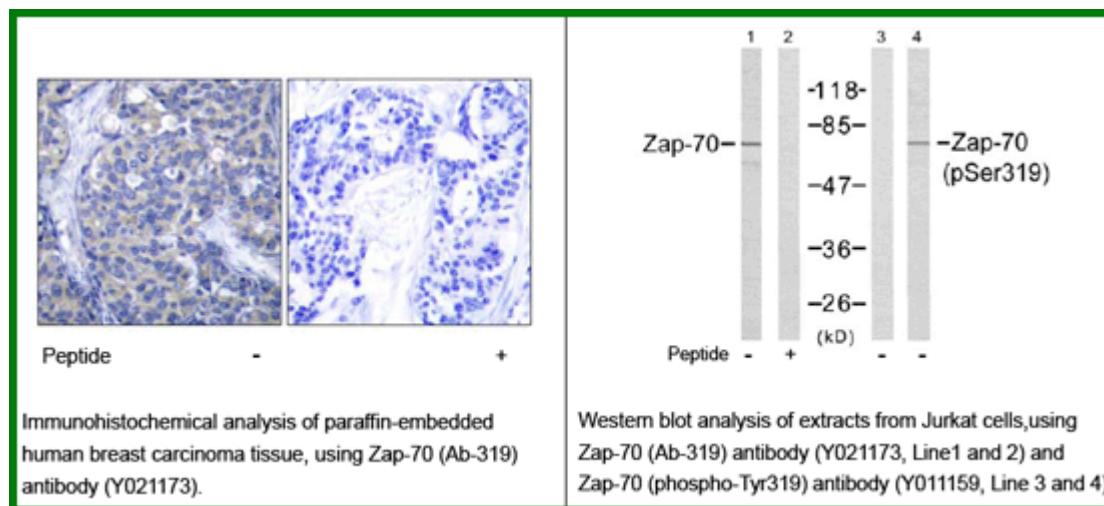 Peptide - +
Immunohistochemical analysis of paraffin-embedded
human breast carcinoma tissue, using Zap-70 (Ab-319)
antibody (Y021173).
1 2 3 4
-118-
-85-
Zap-70- -Zap-70
(pSer319)
-47-
-36-
-26-
(kD)
Peptide - + - -
Western blot analysis of extracts from Jurkat cells,using
Zap-70 (Ab-319) antibody (Y021173, Line1 and 2) and
Zap-70 (phospho-Tyr319) antibody (Y011159, Line 3 and 4)